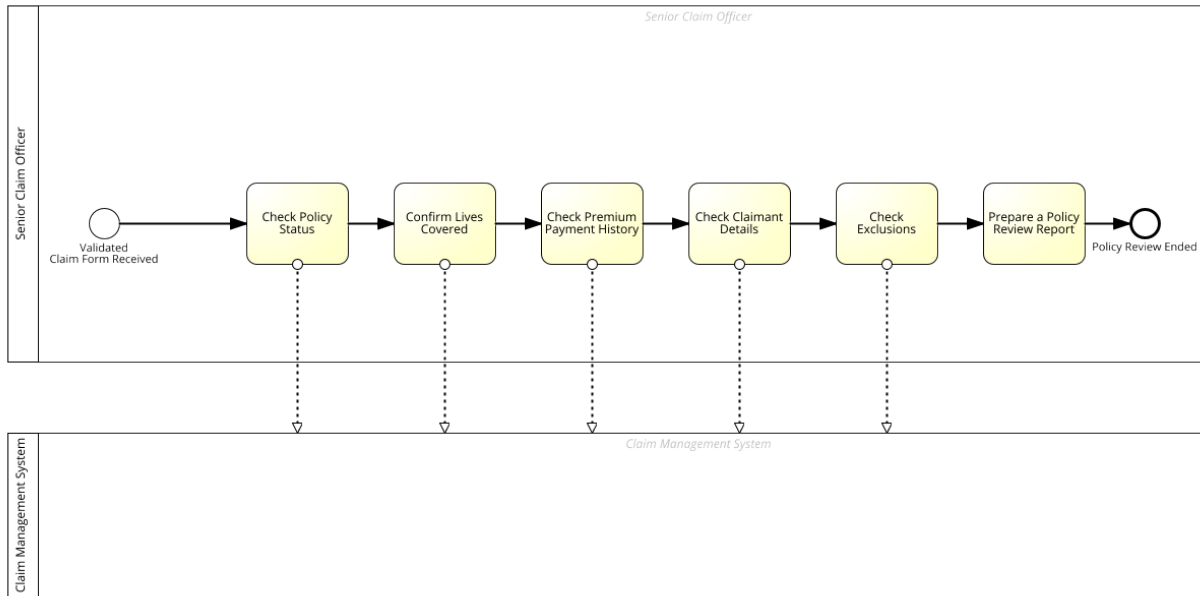 Senior Claim Officer
Senior Claim Officer
Validated
Claim Form Received
Check Policy
Status
Confirm Lives
Covered
Check Premium
Payment History
Check Claimant
Details
Check
Exclusions
Prepare a Policy
Review Report
Policy Review Ended
Claim Management System
Claim Management System